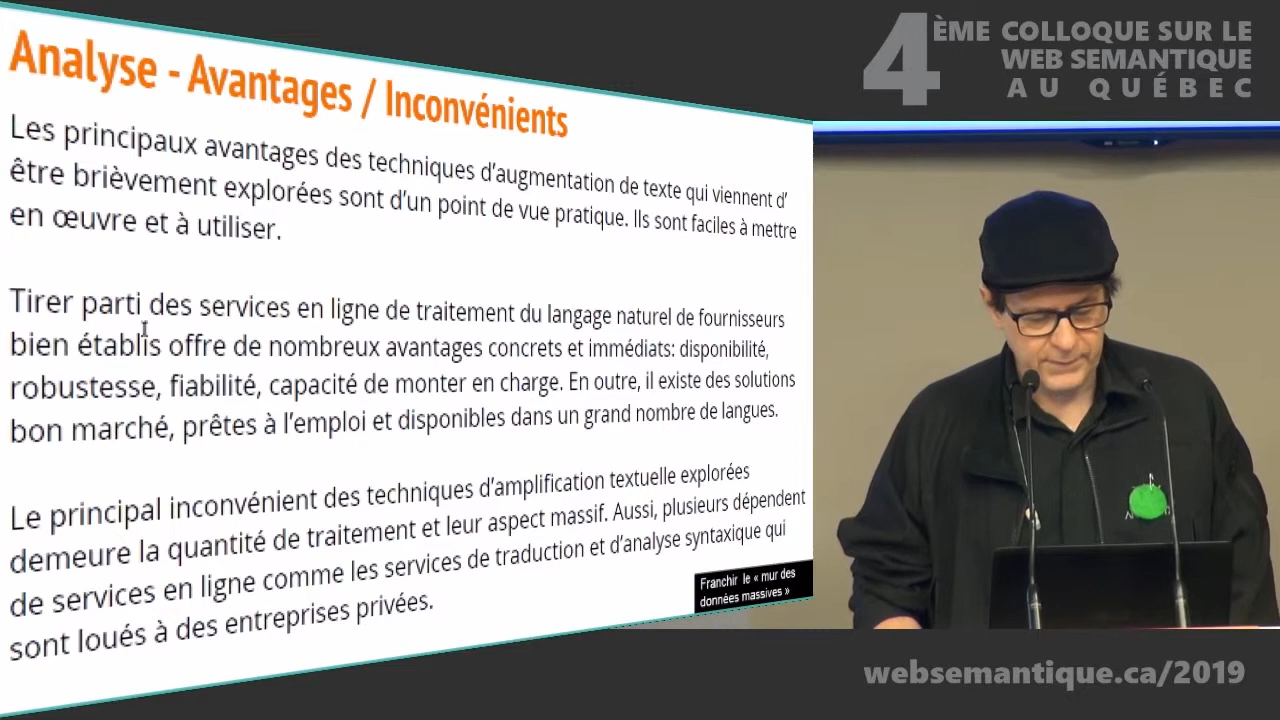 Analyse - Avantages / Inconvénients
Les principaux avantages des techniques d'augmentation de texte qui viennent d'
être brièvement explorées sont d'un point de vue pratique. Ils sont faciles à mettre
en œuvre et à utiliser.
Tirer parti des services en ligne de traitement du langage naturel de fournisseurs
bien établis offre de nombreux avantages concrets et immédiats: disponibilité,
robustesse, fiabilité, capacité de monter en charge. En outre, il existe des solutions
bon marché, prêtes à l'emploi et disponibles dans un grand nombre de langues.
Le principal inconvénient des techniques d'amplification textuelle explorées
demeure la quantité de traitement et leur aspect massif. Aussi, plusieurs dépendent
de services en ligne comme les services de traduction et d'analyse syntaxique qui
sont loués à des entreprises privées.
Franchir le « mur des
données massives »
4ÈME COLLOQUE SUR LE
WEB SEMANTIQUE
AU QUÉBEC
websemantique.ca/2019